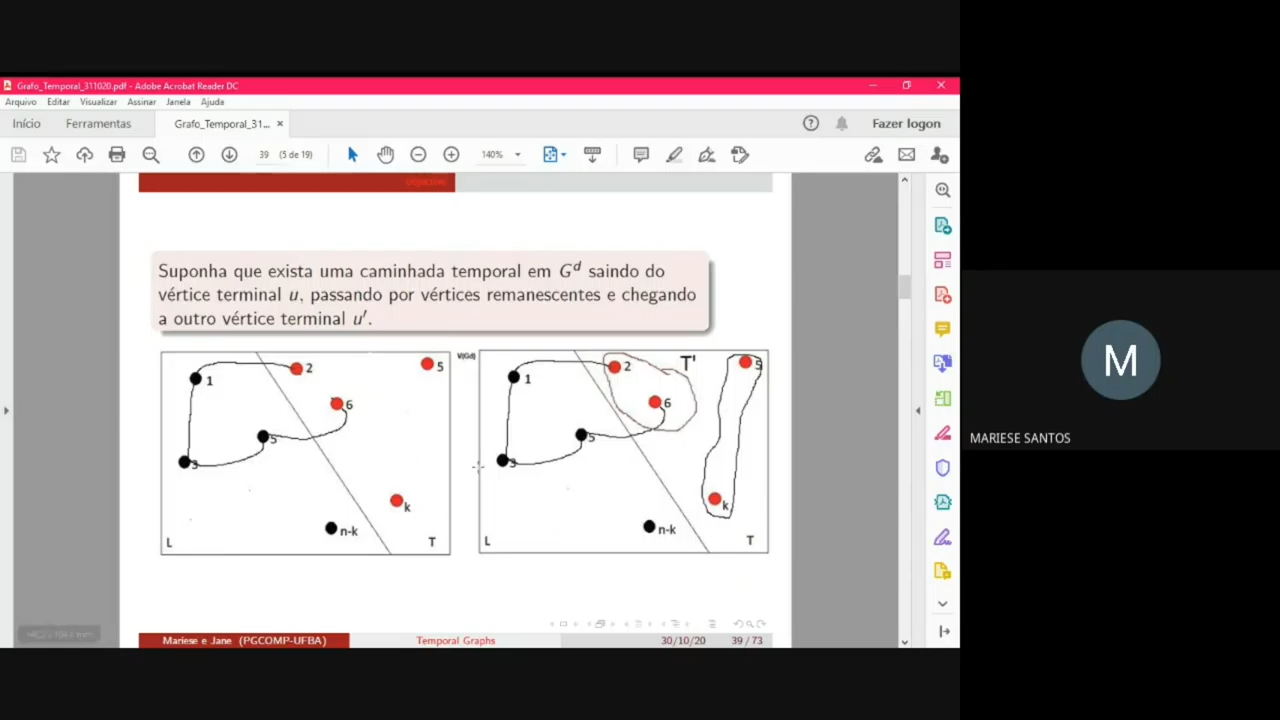 Grafo_Temporal_311020.pdf - Adobe Acrobat Reader DC
Arquivo Editar Visualizar Assinar Janela Ajuda
Início Ferramentas Grafo_Temporal_31... × Fazer logon
39 (5 de 19) 140%
Suponha que exista uma caminhada temporal em Gᵈ saindo do
vértice terminal u, passando por vértices remanescentes e chegando
a outro vértice terminal u′.
1 2 5
6
5
3
k
n-k
L T
V(Gd)
1 2 T' 5
6
5
3
k
n-k
L T
Mariese e Jane (PGCOMP-UFBA) Temporal Graphs 30/10/20 39 / 73
M
MARIESE SANTOS